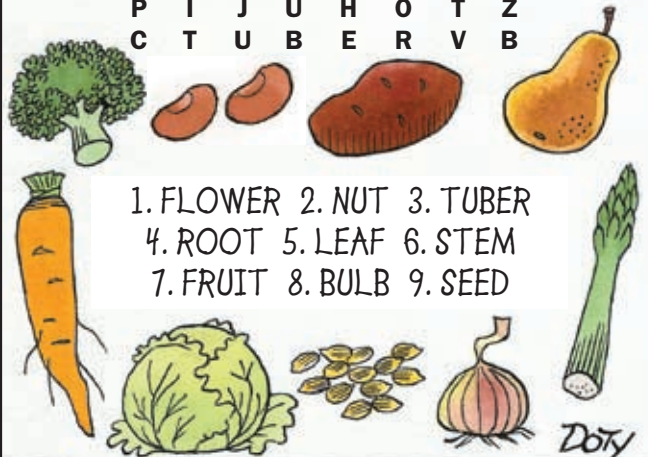 P I J U H O T Z
C T U B E R V B
1. FLOWER 2. NUT 3. TUBER
4. ROOT 5. LEAF 6. STEM
7. FRUIT 8. BULB 9. SEED
DOTY